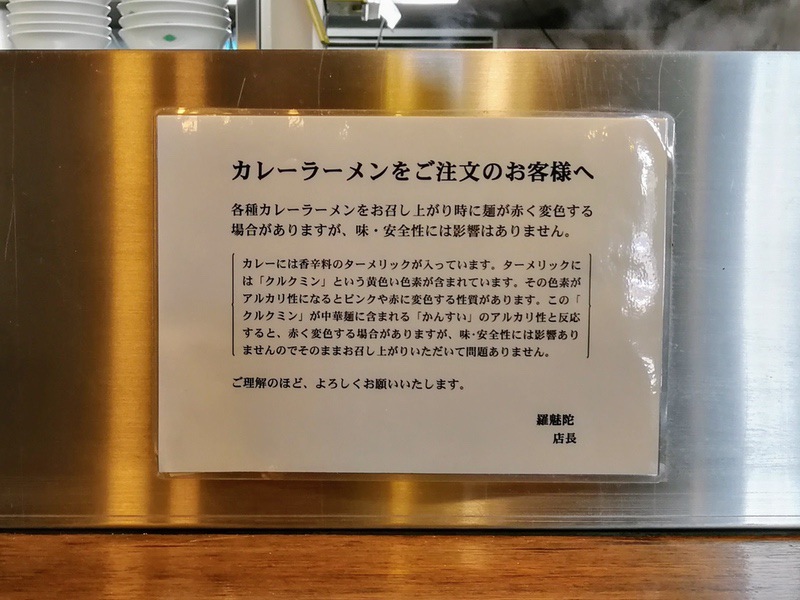 カレーラーメンをご注文のお客様へ
各種カレーラーメンをお召し上がり時に麺が赤く変色する
場合がありますが、味・安全性には影響はありません。
カレーには香辛料のターメリックが入っています。ターメリックに
は「クルクミン」という黄色い色素が含まれています。その色素が
アルカリ性になるとピンクや赤に変色する性質があります。この「
クルクミン」が中華麺に含まれる「かんすい」のアルカリ性と反応
すると、赤く変色する場合がありますが、味･安全性には影響あり
ませんのでそのままお召し上がりいただいて問題ありません。
ご理解のほど、よろしくお願いいたします。
羅魅陀
店長